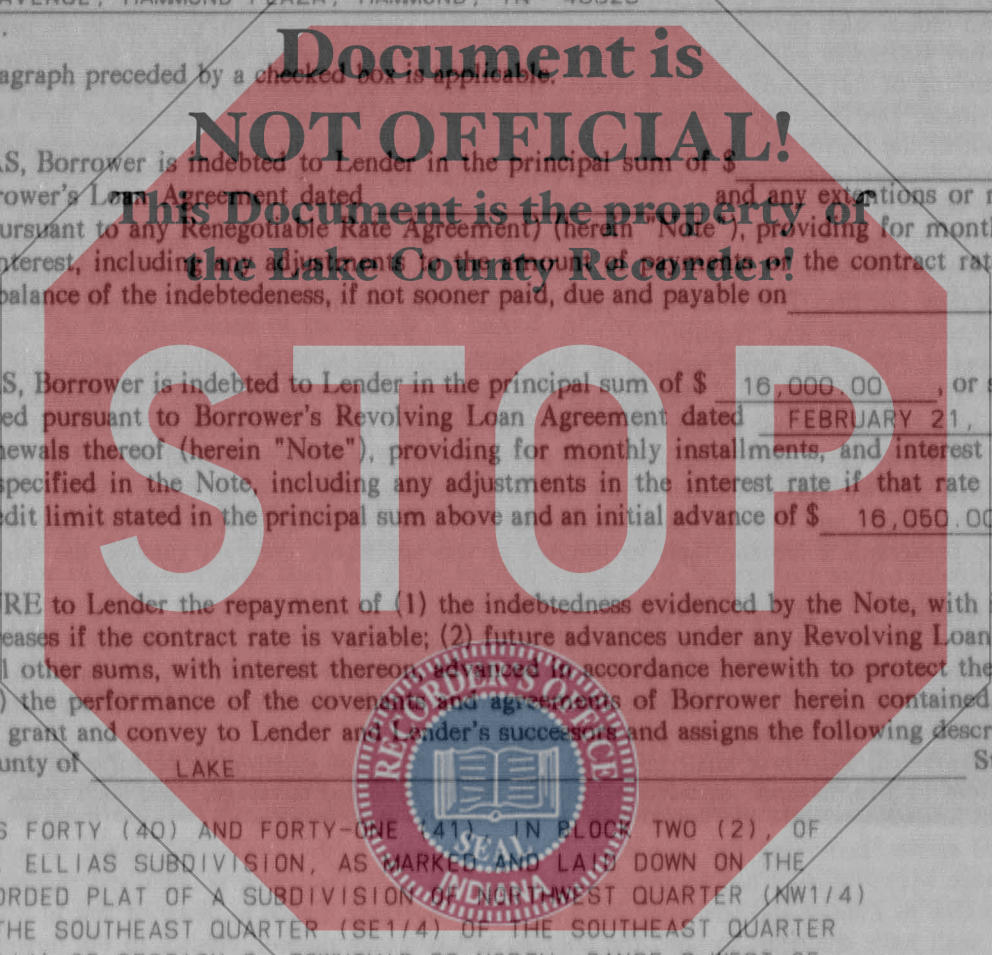 AVENUE, HAMMOND PLAZA, HAMMOND, IN 46325
Document is
agraph preceded by a checked box is applicable.
NOT OFFICIAL!
AS, Borrower is indebted to Lender in the principal sum of $
rower's Loan Agreement dated and any extentions or
This Document is the property of
ursuant to any Renegotiable Rate Agreement) (herein "Note"), providing for month
the Lake County Recorder!
nterest, including any adjustments to the amount of payments or the contract rat
balance of the indebtedeness, if not sooner paid, due and payable on
STOP
S, Borrower is indebted to Lender in the principal sum of $ 16,000.00 , or s
ed pursuant to Borrower's Revolving Loan Agreement dated FEBRUARY 21,
newals thereof (herein "Note"), providing for monthly installments, and interest
specified in the Note, including any adjustments in the interest rate if that rate
edit limit stated in the principal sum above and an initial advance of $ 16,050.00
URE to Lender the repayment of (1) the indebtedness evidenced by the Note, with
eases if the contract rate is variable; (2) future advances under any Revolving Loan
l other sums, with interest thereon, advanced in accordance herewith to protect the
) the performance of the covenants and agreements of Borrower herein contained
grant and convey to Lender and Lender's successors and assigns the following descr
unty of LAKE S
RECORDER'S OFFICE
SEAL
INDIANA
S FORTY (40) AND FORTY-ONE (41), IN BLOCK TWO (2), OF
ELLIAS SUBDIVISION, AS MARKED AND LAID DOWN ON THE
ORDED PLAT OF A SUBDIVISION OF NORTHWEST QUARTER (NW1/4)
THE SOUTHEAST QUARTER (SE1/4) OF THE SOUTHEAST QUARTER